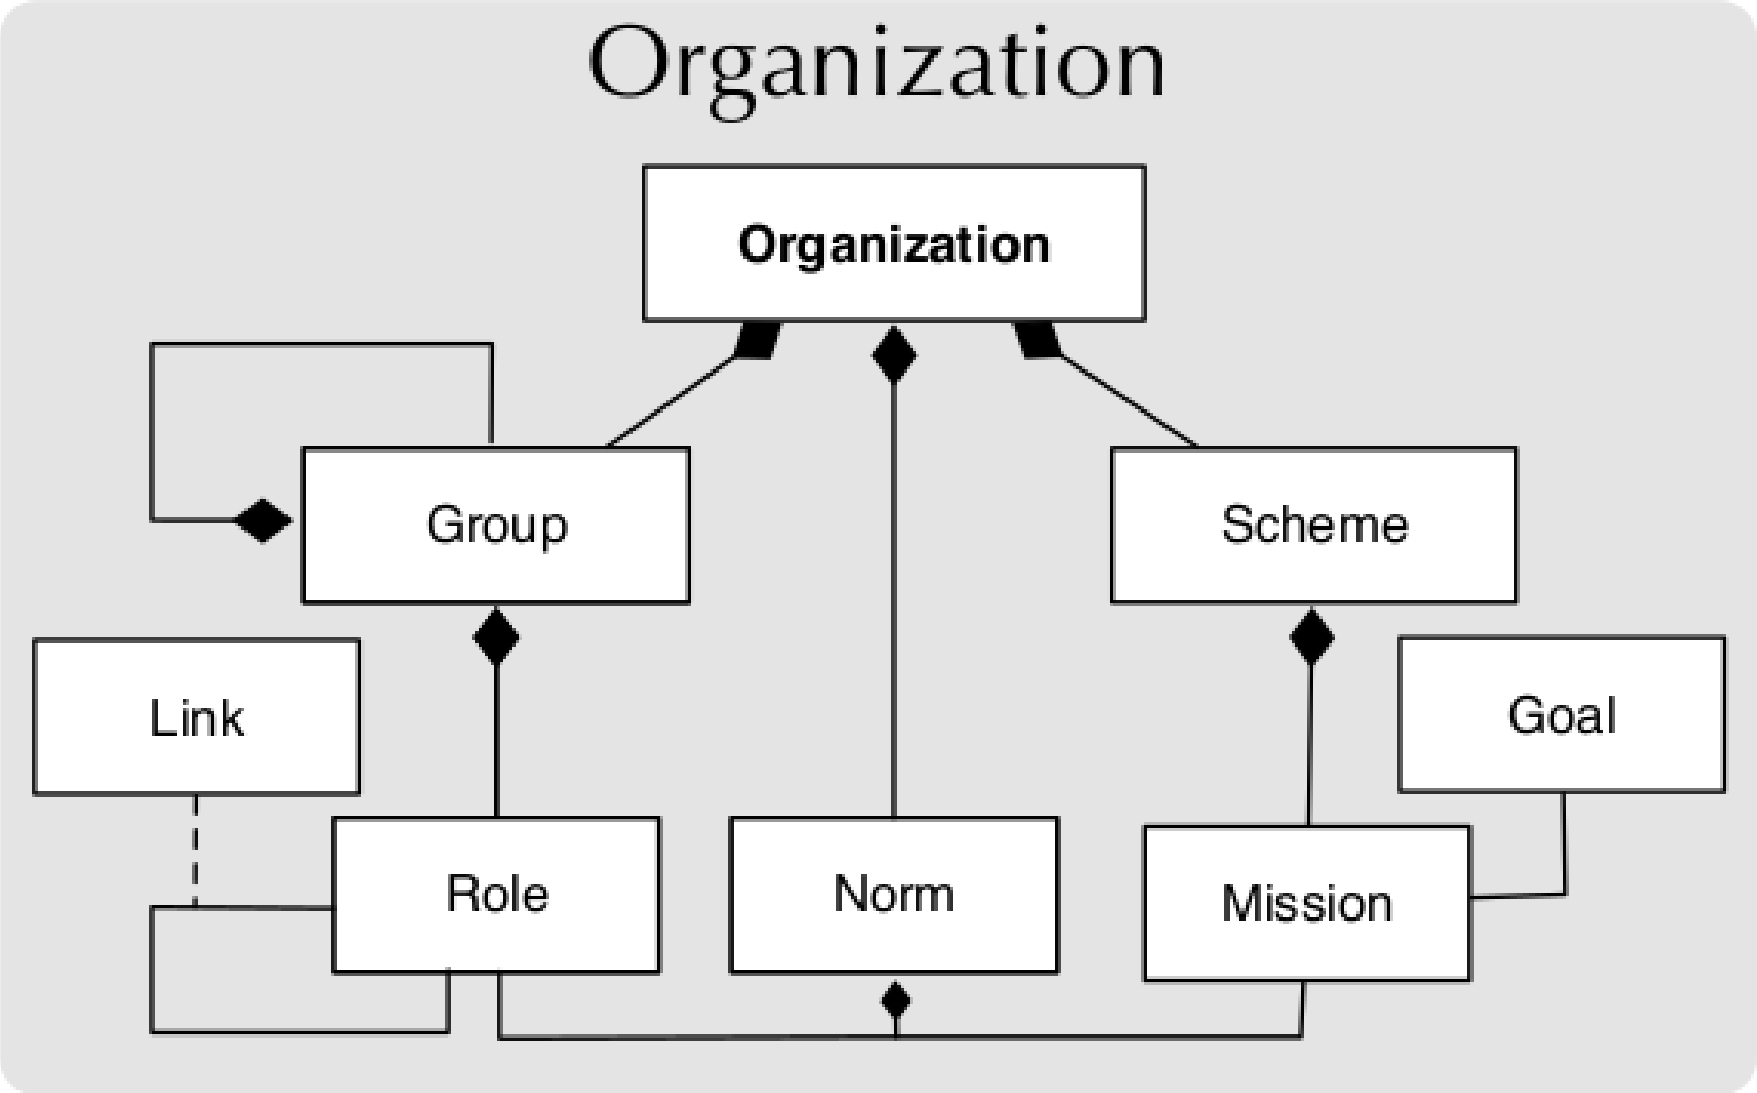 Organization
Organization
Group
Scheme
Link
Goal
Role
Norm
Mission